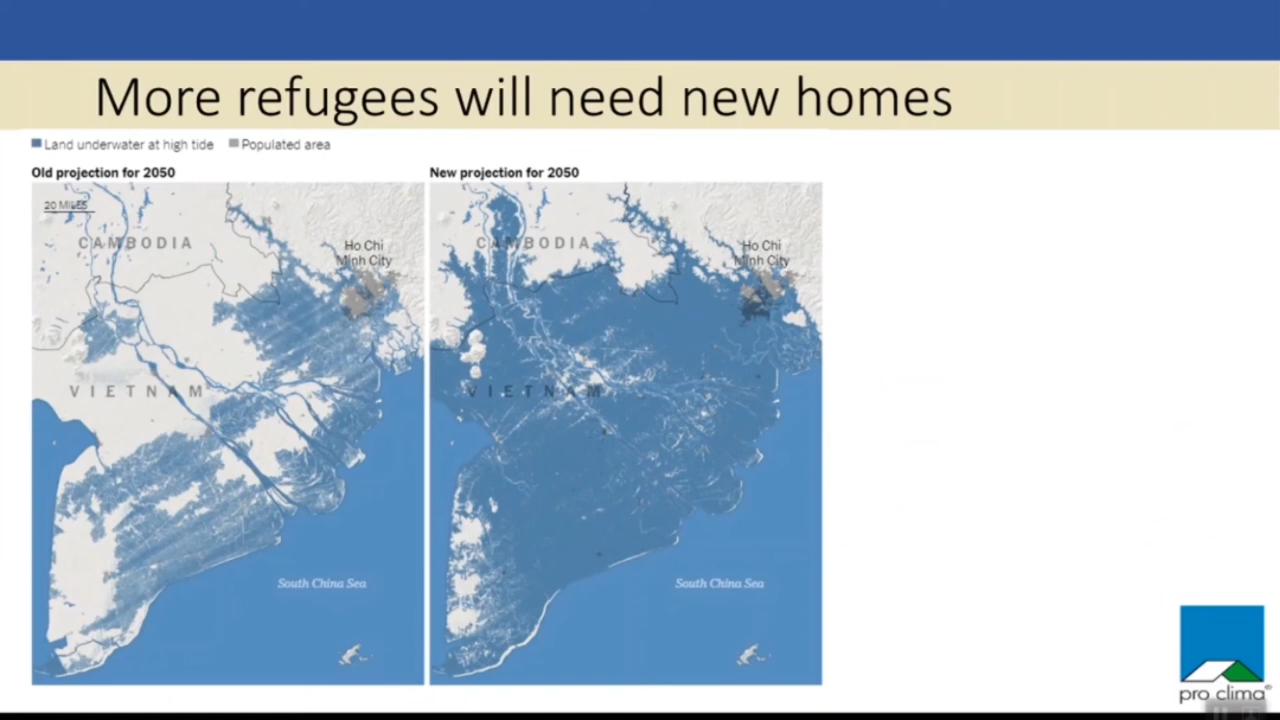 More refugees will need new homes
Land underwater at high tide Populated area
Old projection for 2050
New projection for 2050
20 MILES
CAMBODIA
Ho Chi
Minh City
VIETNAM
South China Sea
CAMBODIA
Ho Chi
Minh City
VIETNAM
South China Sea
pro clima®